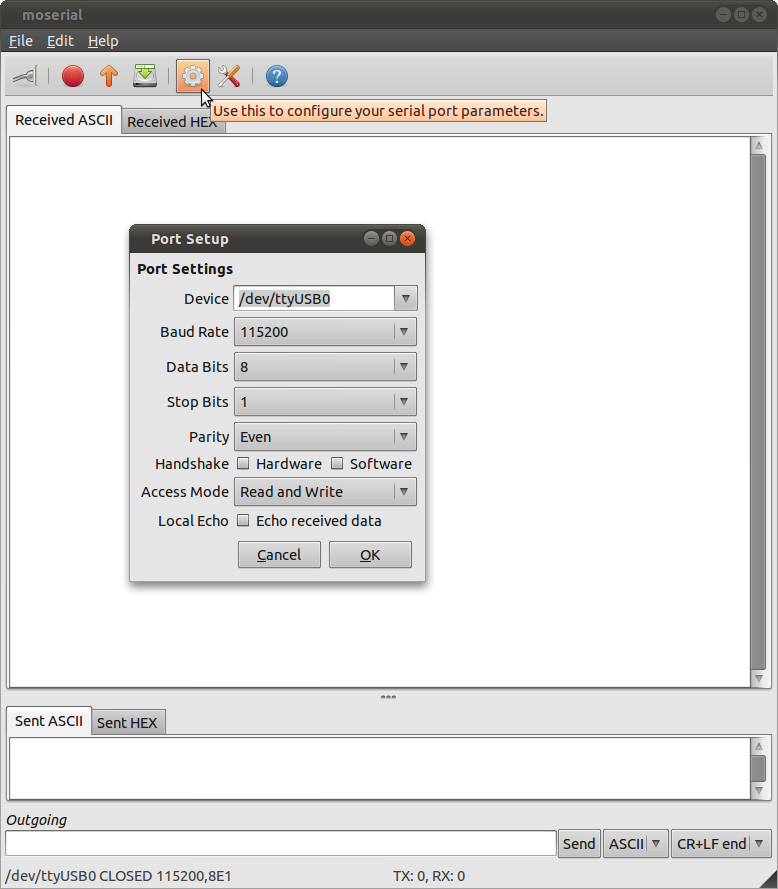 moserial
File Edit Help
Use this to configure your serial port parameters.
Received ASCII Received HEX
Port Setup
Port Settings
Device /dev/ttyUSB0
Baud Rate 115200
Data Bits 8
Stop Bits 1
Parity Even
Handshake Hardware Software
Access Mode Read and Write
Local Echo Echo received data
Cancel OK
Sent ASCII Sent HEX
Outgoing
Send ASCII CR+LF end
/dev/ttyUSB0 CLOSED 115200,8E1 TX: 0, RX: 0